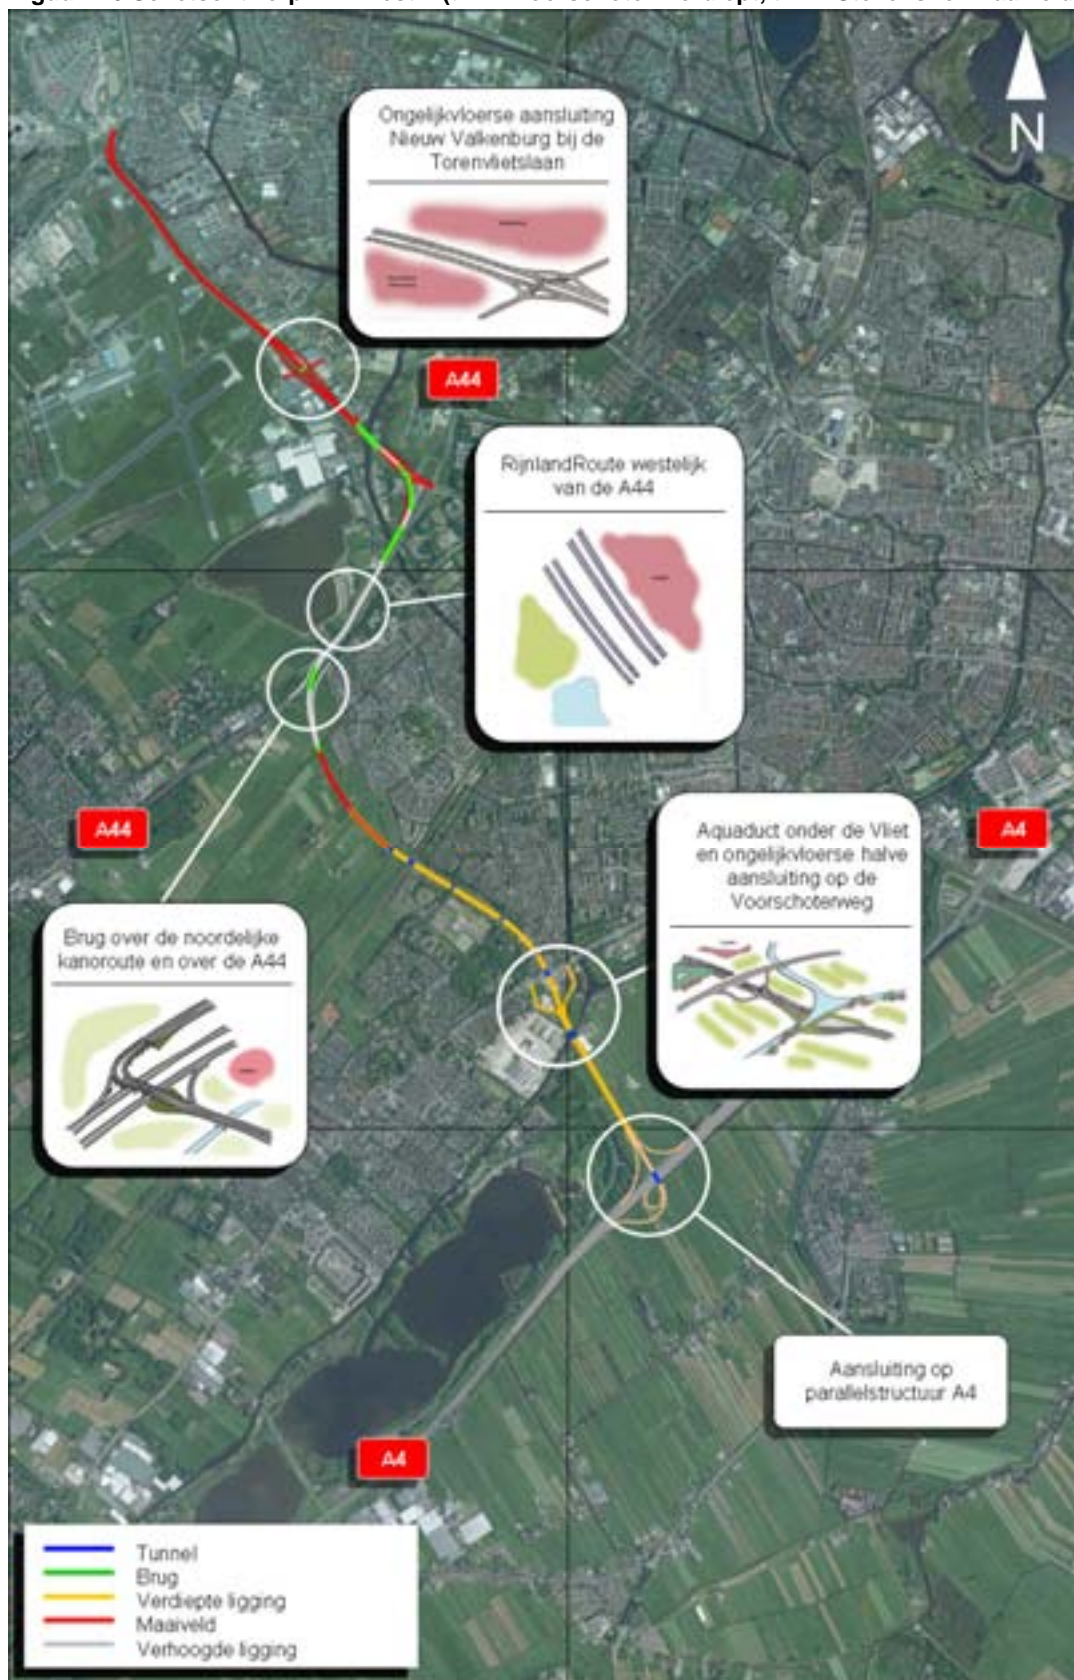 N
Ongelijkvloerse aansluiting
Nieuw Valkenburg bij de
Torenvlietslaan
A44
RijnlandRoute westelijk
van de A44
A44
A4
Aquaduct onder de Vliet
en ongelijkvloerse halve
aansluiting op de
Voorschoterweg
Brug over de noordelijke
kanoroute en over de A44
Aansluiting op
parallelstructuur A4
A4
Tunnel
Brug
Verdiepte ligging
Maaiveld
Verhoogde ligging